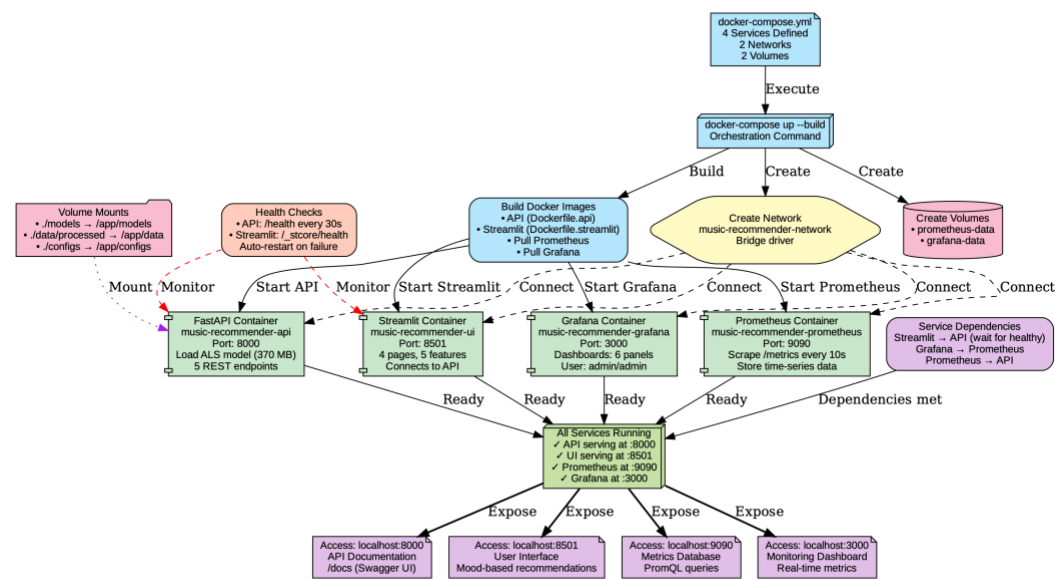 docker-compose.yml
4 Services Defined
2 Networks
2 Volumes
Execute
docker-compose up --build
Orchestration Command
Build
Create
Create
Volume Mounts
• ./models → /app/models
• ./data/processed → /app/data
• ./configs → /app/configs
Health Checks
• API: /health every 30s
• Streamlit: /_stcore/health
Auto-restart on failure
Build Docker Images
• API (Dockerfile.api)
• Streamlit (Dockerfile.streamlit)
• Pull Prometheus
• Pull Grafana
Create Network
music-recommender-network
Bridge driver
Create Volumes
• prometheus-data
• grafana-data
Mount
Monitor
Start API
Monitor
Start Streamlit
Connect
Start Grafana
Connect
Start Prometheus
Connect
Connect
FastAPI Container
music-recommender-api
Port: 8000
Load ALS model (370 MB)
5 REST endpoints
Streamlit Container
music-recommender-ui
Port: 8501
4 pages, 5 features
Connects to API
Grafana Container
music-recommender-grafana
Port: 3000
Dashboards: 6 panels
User: admin/admin
Prometheus Container
music-recommender-prometheus
Port: 9090
Scrape /metrics every 10s
Store time-series data
Service Dependencies
Streamlit → API (wait for healthy)
Grafana → Prometheus
Prometheus → API
Ready
Ready
Ready
Ready
Dependencies met
All Services Running
✓ API serving at :8000
✓ UI serving at :8501
✓ Prometheus at :9090
✓ Grafana at :3000
Expose
Expose
Expose
Expose
Access: localhost:8000
API Documentation
/docs (Swagger UI)
Access: localhost:8501
User Interface
Mood-based recommendations
Access: localhost:9090
Metrics Database
PromQL queries
Access: localhost:3000
Monitoring Dashboard
Real-time metrics